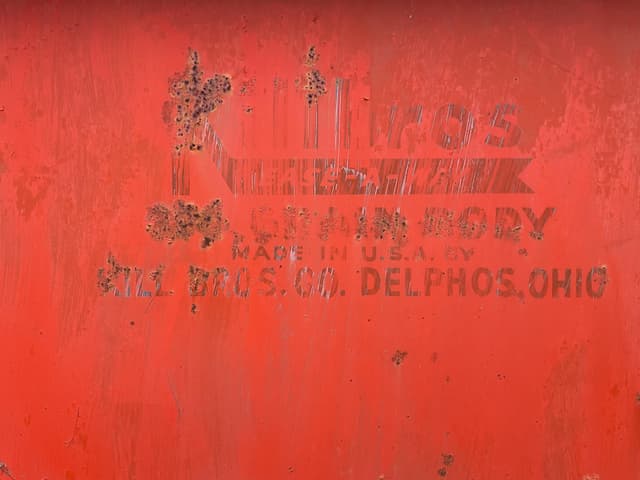 Killbros
GRAIN BODY
MADE IN U.S.A. BY
KILL BROS. CO. DELPHOS, OHIO